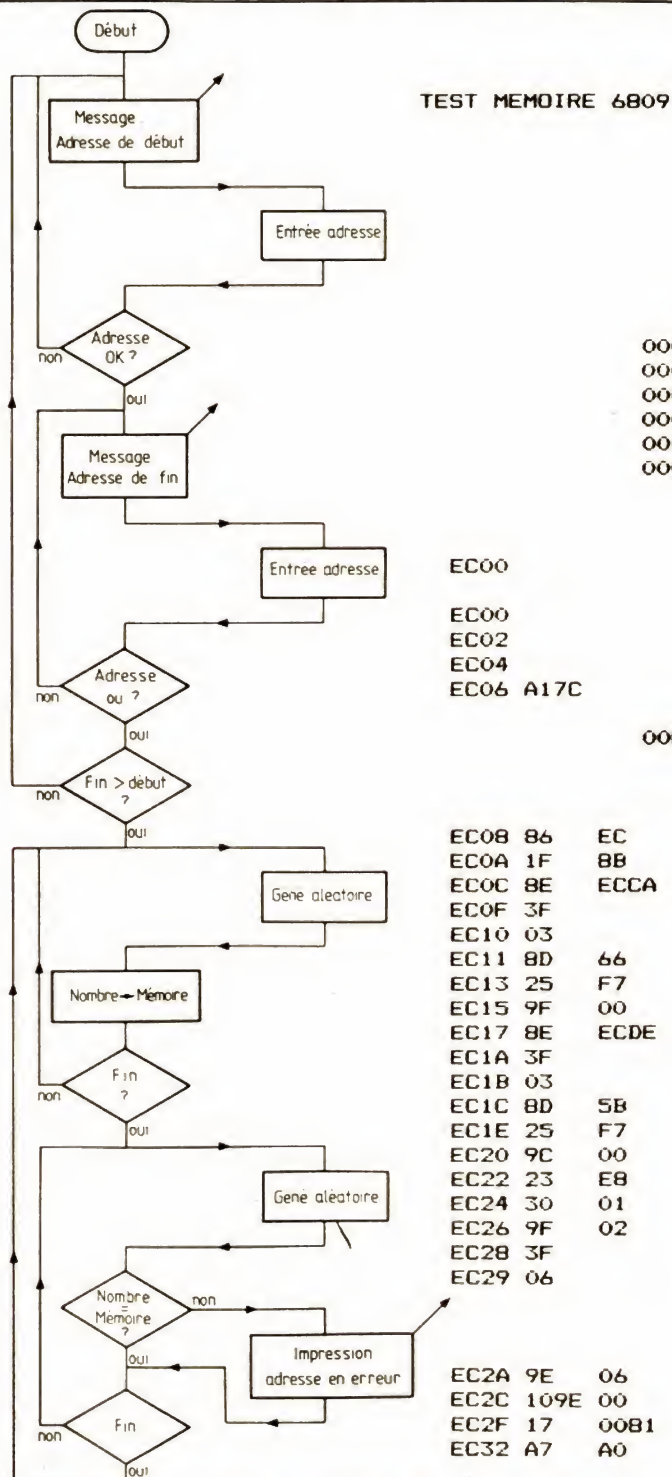 Début
TEST MEMOIRE 6809
Message
Adresse de début
Entrée adresse
Adresse
OK ?
non
oui
Message
Adresse de fin
Entrée adresse
Adresse
ou ?
non
oui
Fin > début
?
non
oui
Géné aléatoire
Nombre → Mémoire
Fin
?
non
oui
Géné aléatoire
Nombre
=
Mémoire
?
non
oui
Impression
adresse en erreur
Fin
non
oui
00
00
00
00
00
00
EC00
EC00
EC02
EC04
EC06 A17C
00
EC08 86 EC
EC0A 1F 8B
EC0C 8E ECCA
EC0F 3F
EC10 03
EC11 8D 66
EC13 25 F7
EC15 9F 00
EC17 8E ECDE
EC1A 3F
EC1B 03
EC1C 8D 5B
EC1E 25 F7
EC20 9C 00
EC22 23 E8
EC24 30 01
EC26 9F 02
EC28 3F
EC29 06
EC2A 9E 06
EC2C 109E 00
EC2F 17 0081
EC32 A7 A0